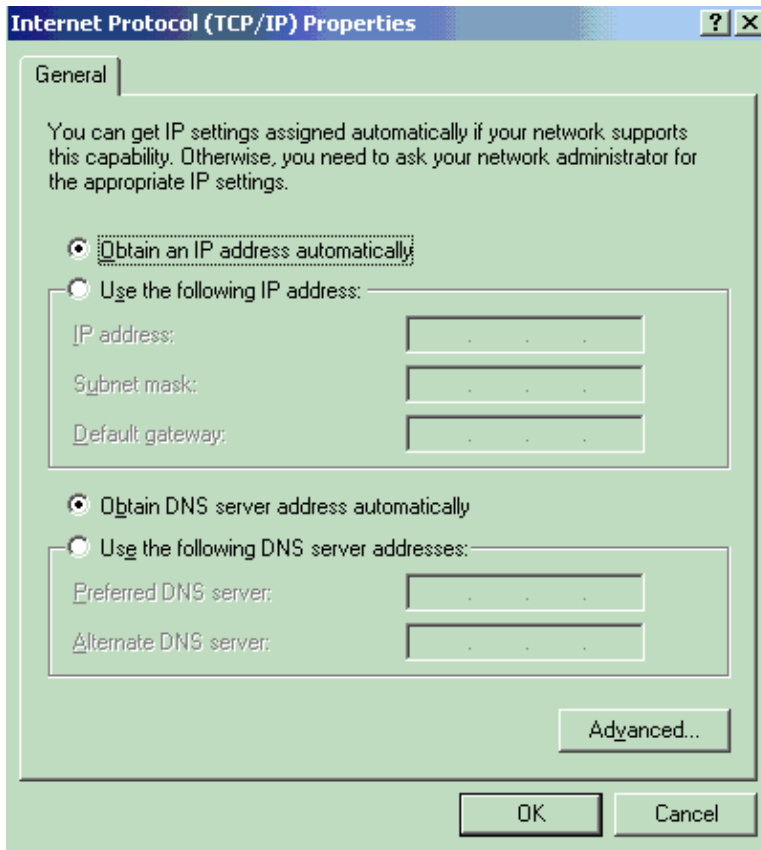 Internet Protocol (TCP/IP) Properties
General
You can get IP settings assigned automatically if your network supports
this capability. Otherwise, you need to ask your network administrator for
the appropriate IP settings.
Obtain an IP address automatically
Use the following IP address:
IP address:
Subnet mask:
Default gateway:
Obtain DNS server address automatically
Use the following DNS server addresses:
Preferred DNS server:
Alternate DNS server:
Advanced...
OK Cancel